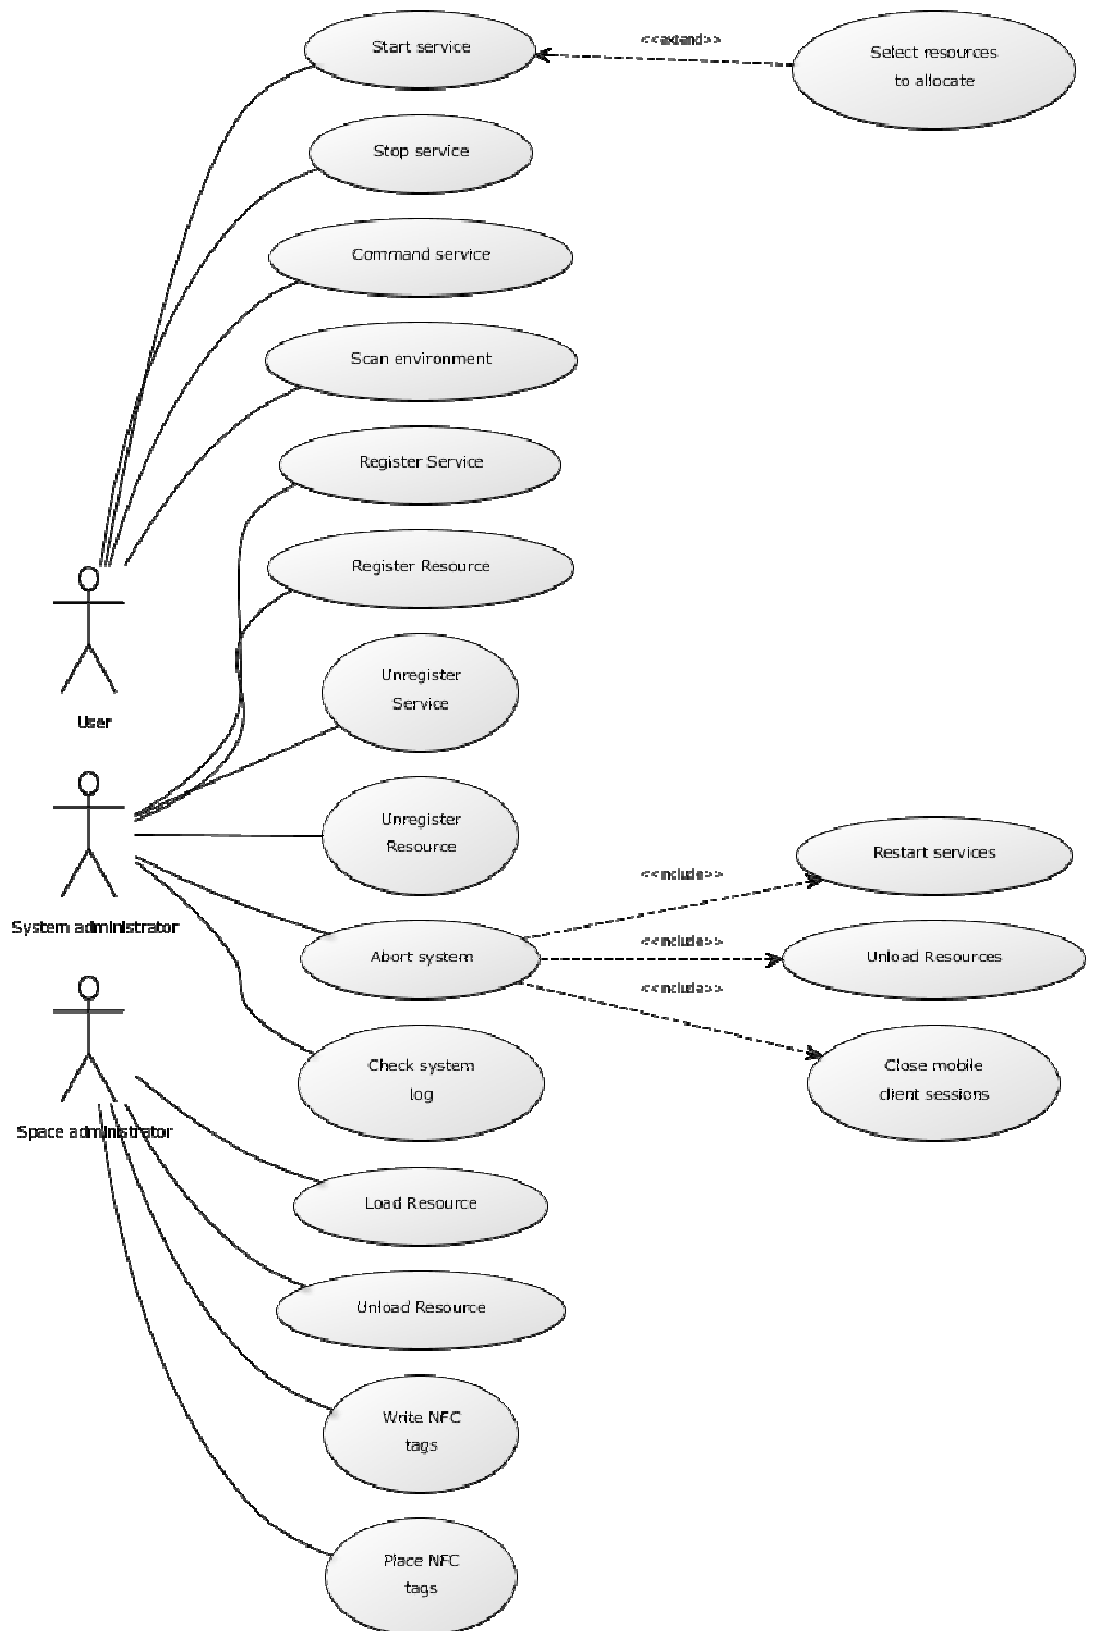 Start service
<<extend>>
Select resources
to allocate
Stop service
Command service
Scan environment
Register Service
Register Resource
User
Unregister
Service
System administrator
Unregister
Resource
Abort system
<<include>>
Restart services
<<include>>
Unload Resources
<<include>>
Close mobile
client sessions
Check system
log
Space administrator
Load Resource
Unload Resource
Write NFC
tags
Place NFC
tags